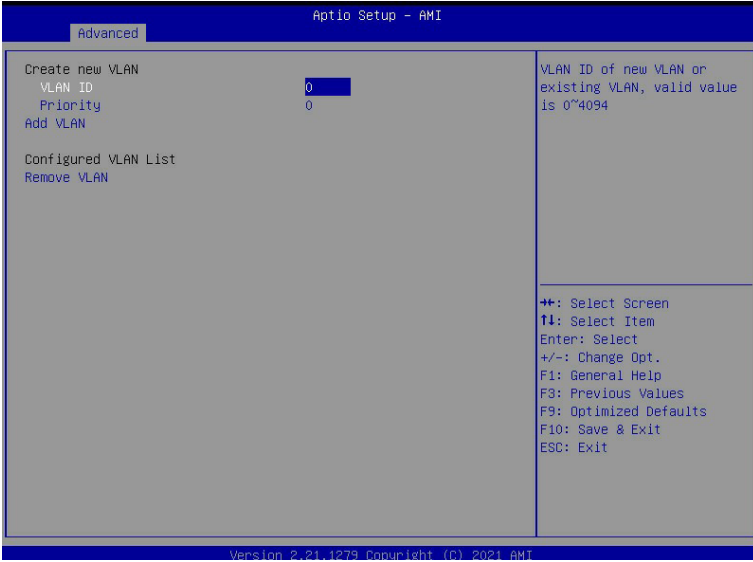 Aptio Setup – AMI
Advanced
Create new VLAN
VLAN ID 0
Priority 0
Add VLAN
Configured VLAN List
Remove VLAN
VLAN ID of new VLAN or
existing VLAN, valid value
is 0~4094
→←: Select Screen
↑↓: Select Item
Enter: Select
+/-: Change Opt.
F1: General Help
F3: Previous Values
F9: Optimized Defaults
F10: Save & Exit
ESC: Exit
Version 2.21.1279 Copyright (C) 2021 AMI